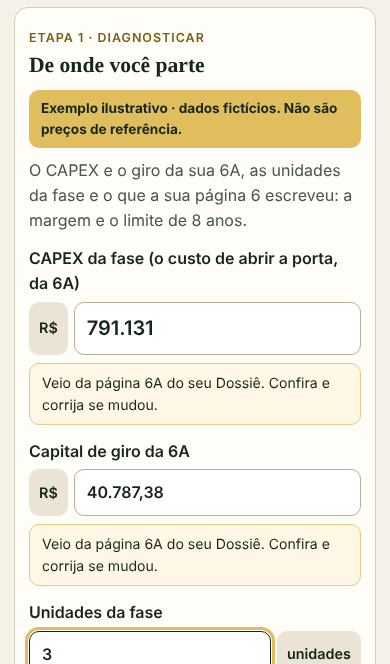 ETAPA 1 · DIAGNOSTICAR
De onde você parte
Exemplo ilustrativo · dados fictícios. Não são
preços de referência.
O CAPEX e o giro da sua 6A, as unidades
da fase e o que a sua página 6 escreveu: a
margem e o limite de 8 anos.
CAPEX da fase (o custo de abrir a porta,
da 6A)
R$ 791.131
Veio da página 6A do seu Dossiê. Confira e
corrija se mudou.
Capital de giro da 6A
R$ 40.787,38
Veio da página 6A do seu Dossiê. Confira e
corrija se mudou.
Unidades da fase
3 unidades